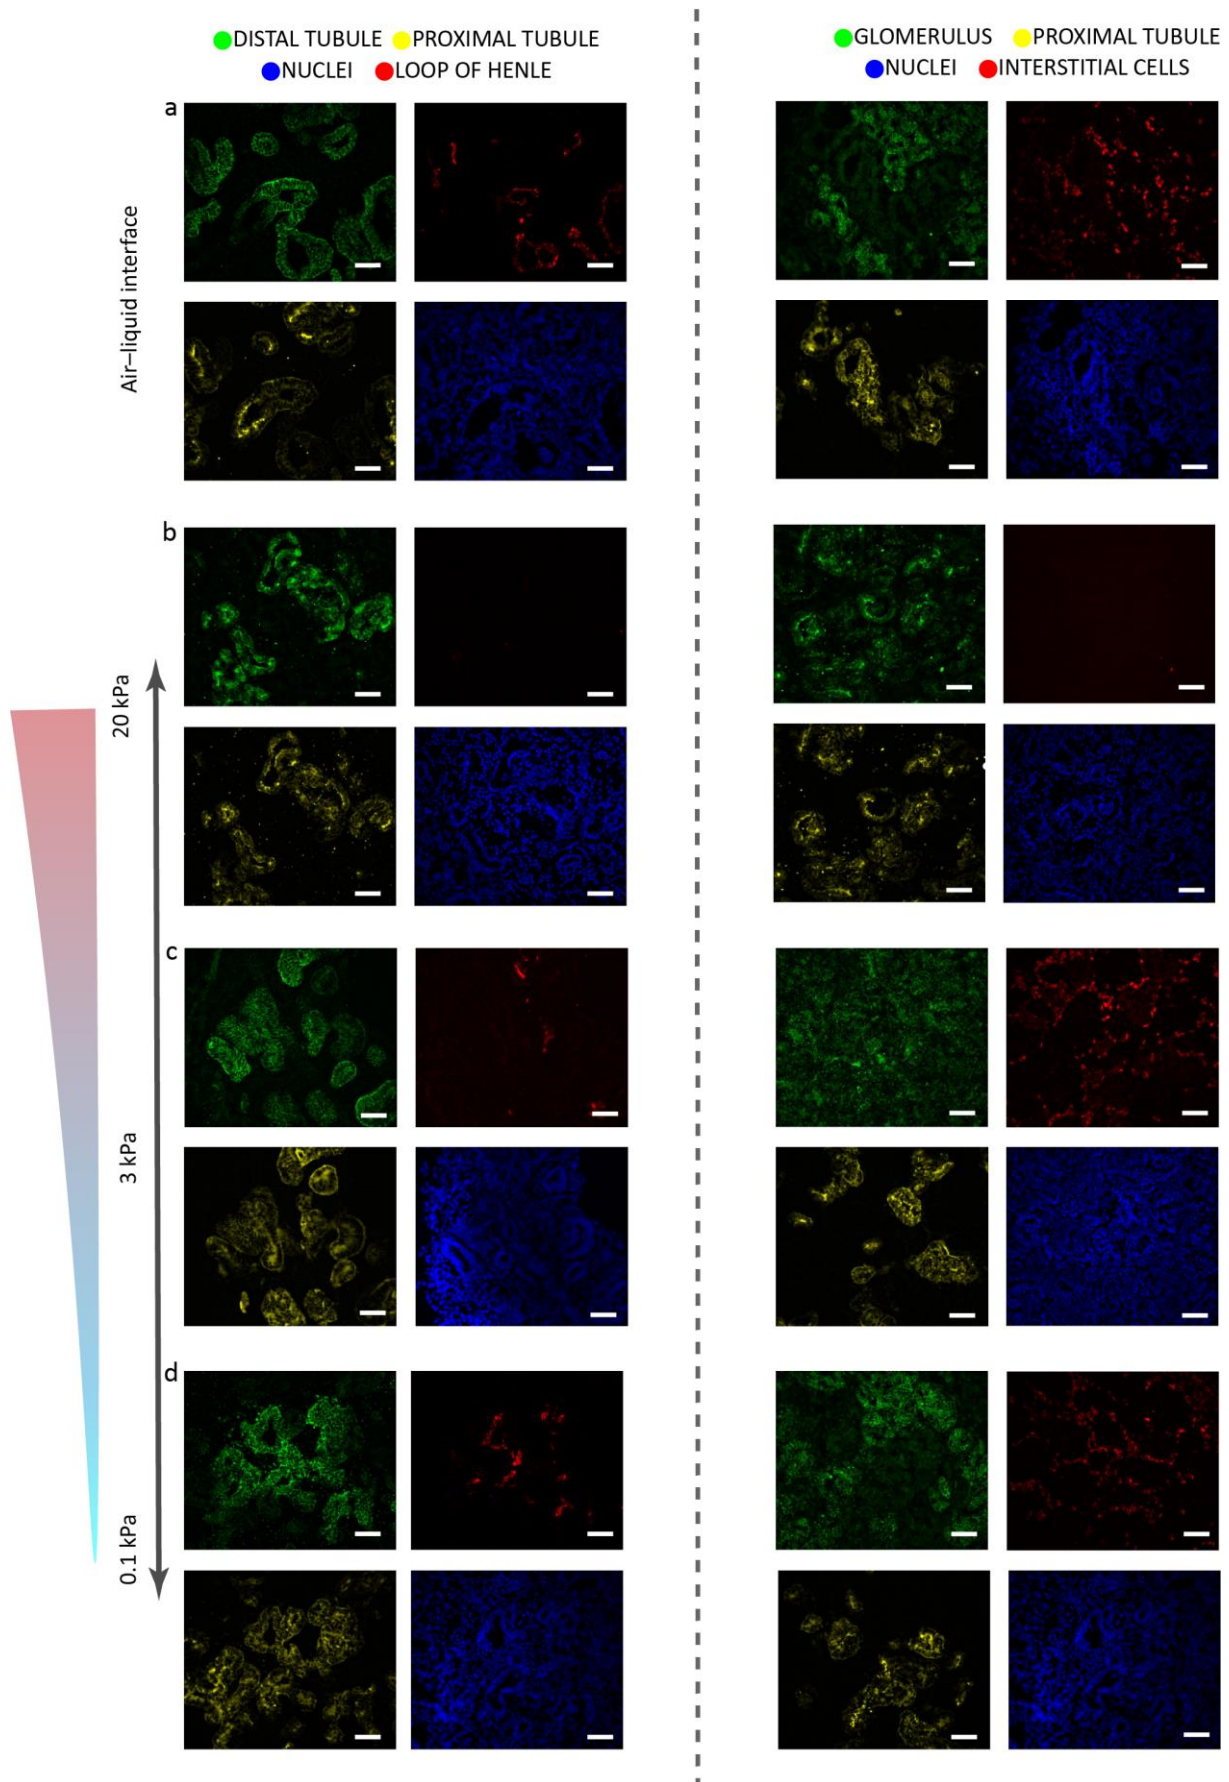 DISTAL TUBULE PROXIMAL TUBULE
NUCLEI LOOP OF HENLE
GLOMERULUS PROXIMAL TUBULE
NUCLEI INTERSTITIAL CELLS
a
Air–liquid interface
b
20 kPa
c
3 kPa
d
0.1 kPa